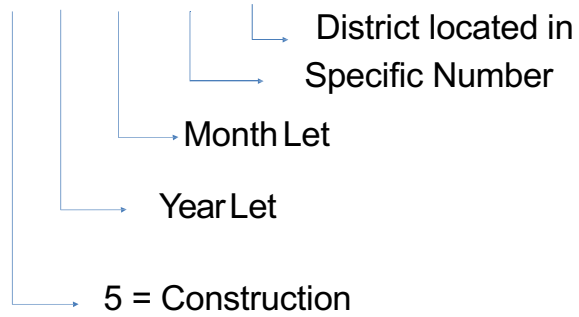 District located in
Specific Number
Month Let
Year Let
5 = Construction